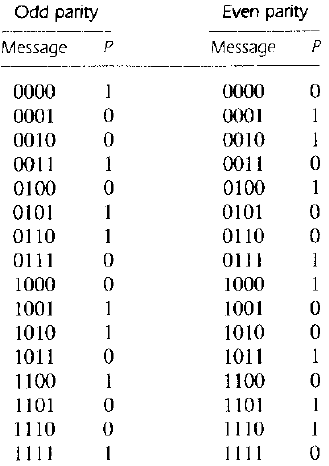 Odd parity Even parity
Message P Message P
0000 1 0000 0
0001 0 0001 1
0010 0 0010 1
0011 1 0011 0
0100 0 0100 1
0101 1 0101 0
0110 1 0110 0
0111 0 0111 1
1000 0 1000 1
1001 1 1001 0
1010 1 1010 0
1011 0 1011 1
1100 1 1100 0
1101 0 1101 1
1110 0 1110 1
1111 1 1111 0